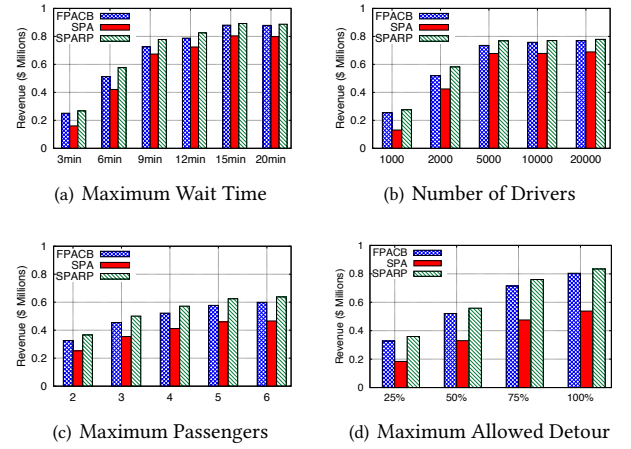 FPACB
SPA
SPARP
Revenue ($ Millions)
1
0.8
0.6
0.4
0.2
0
3min 6min 9min 12min 15min 20min
(a) Maximum Wait Time
FPACB
SPA
SPARP
Revenue ($ Millions)
1
0.8
0.6
0.4
0.2
0
1000 2000 5000 10000 20000
(b) Number of Drivers
FPACB
SPA
SPARP
Revenue ($ Millions)
1
0.8
0.6
0.4
0.2
0
2 3 4 5 6
(c) Maximum Passengers
FPACB
SPA
SPARP
Revenue ($ Millions)
1
0.8
0.6
0.4
0.2
0
25% 50% 75% 100%
(d) Maximum Allowed Detour